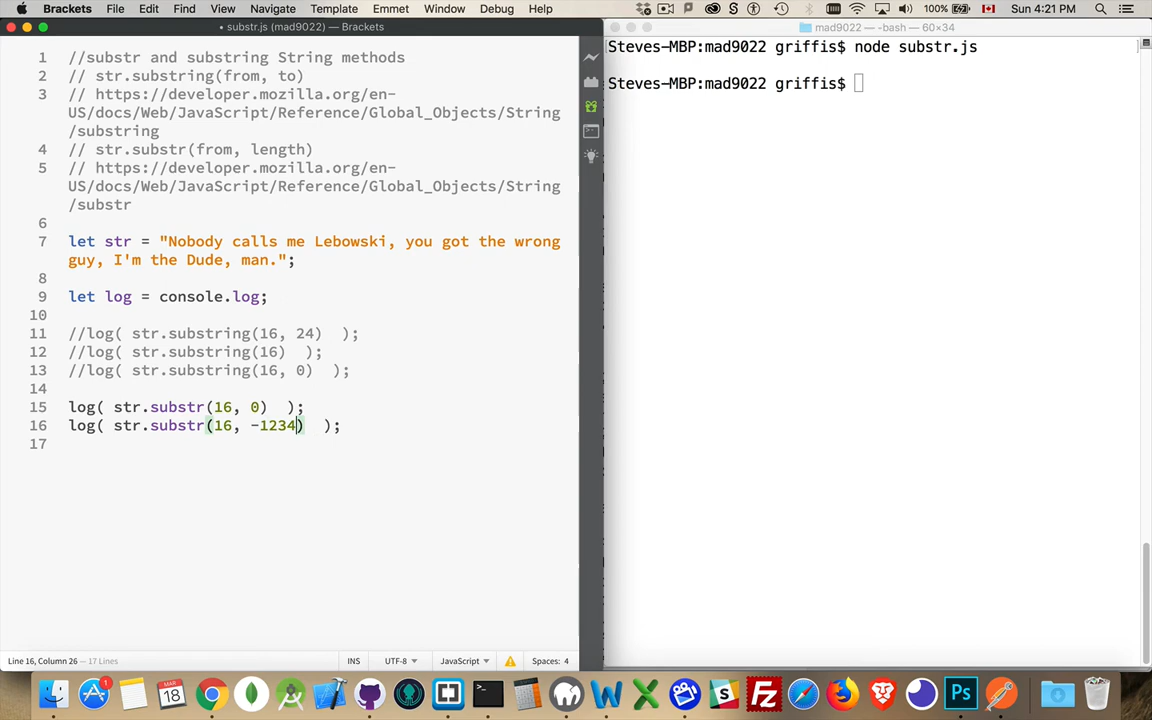 Brackets File Edit Find View Navigate Template Emmet Window Debug Help 100% Sun 4:21 PM
• substr.js (mad9022) — Brackets
mad9022 — -bash — 60×34
1 //substr and substring String methods
2 // str.substring(from, to)
3 // https://developer.mozilla.org/en-
US/docs/Web/JavaScript/Reference/Global_Objects/String
/substring
4 // str.substr(from, length)
5 // https://developer.mozilla.org/en-
US/docs/Web/JavaScript/Reference/Global_Objects/String
/substr
6
7 let str = "Nobody calls me Lebowski, you got the wrong
guy, I'm the Dude, man.";
8
9 let log = console.log;
10
11 //log( str.substring(16, 24)  );
12 //log( str.substring(16)  );
13 //log( str.substring(16, 0)  );
14
15 log( str.substr(16, 0)  );
16 log( str.substr(16, -1234)  );
17
Line 16, Column 26 — 17 Lines INS UTF-8 JavaScript Spaces: 4
Steves-MBP:mad9022 griffis$ node substr.js
Steves-MBP:mad9022 griffis$
1
MAR
18